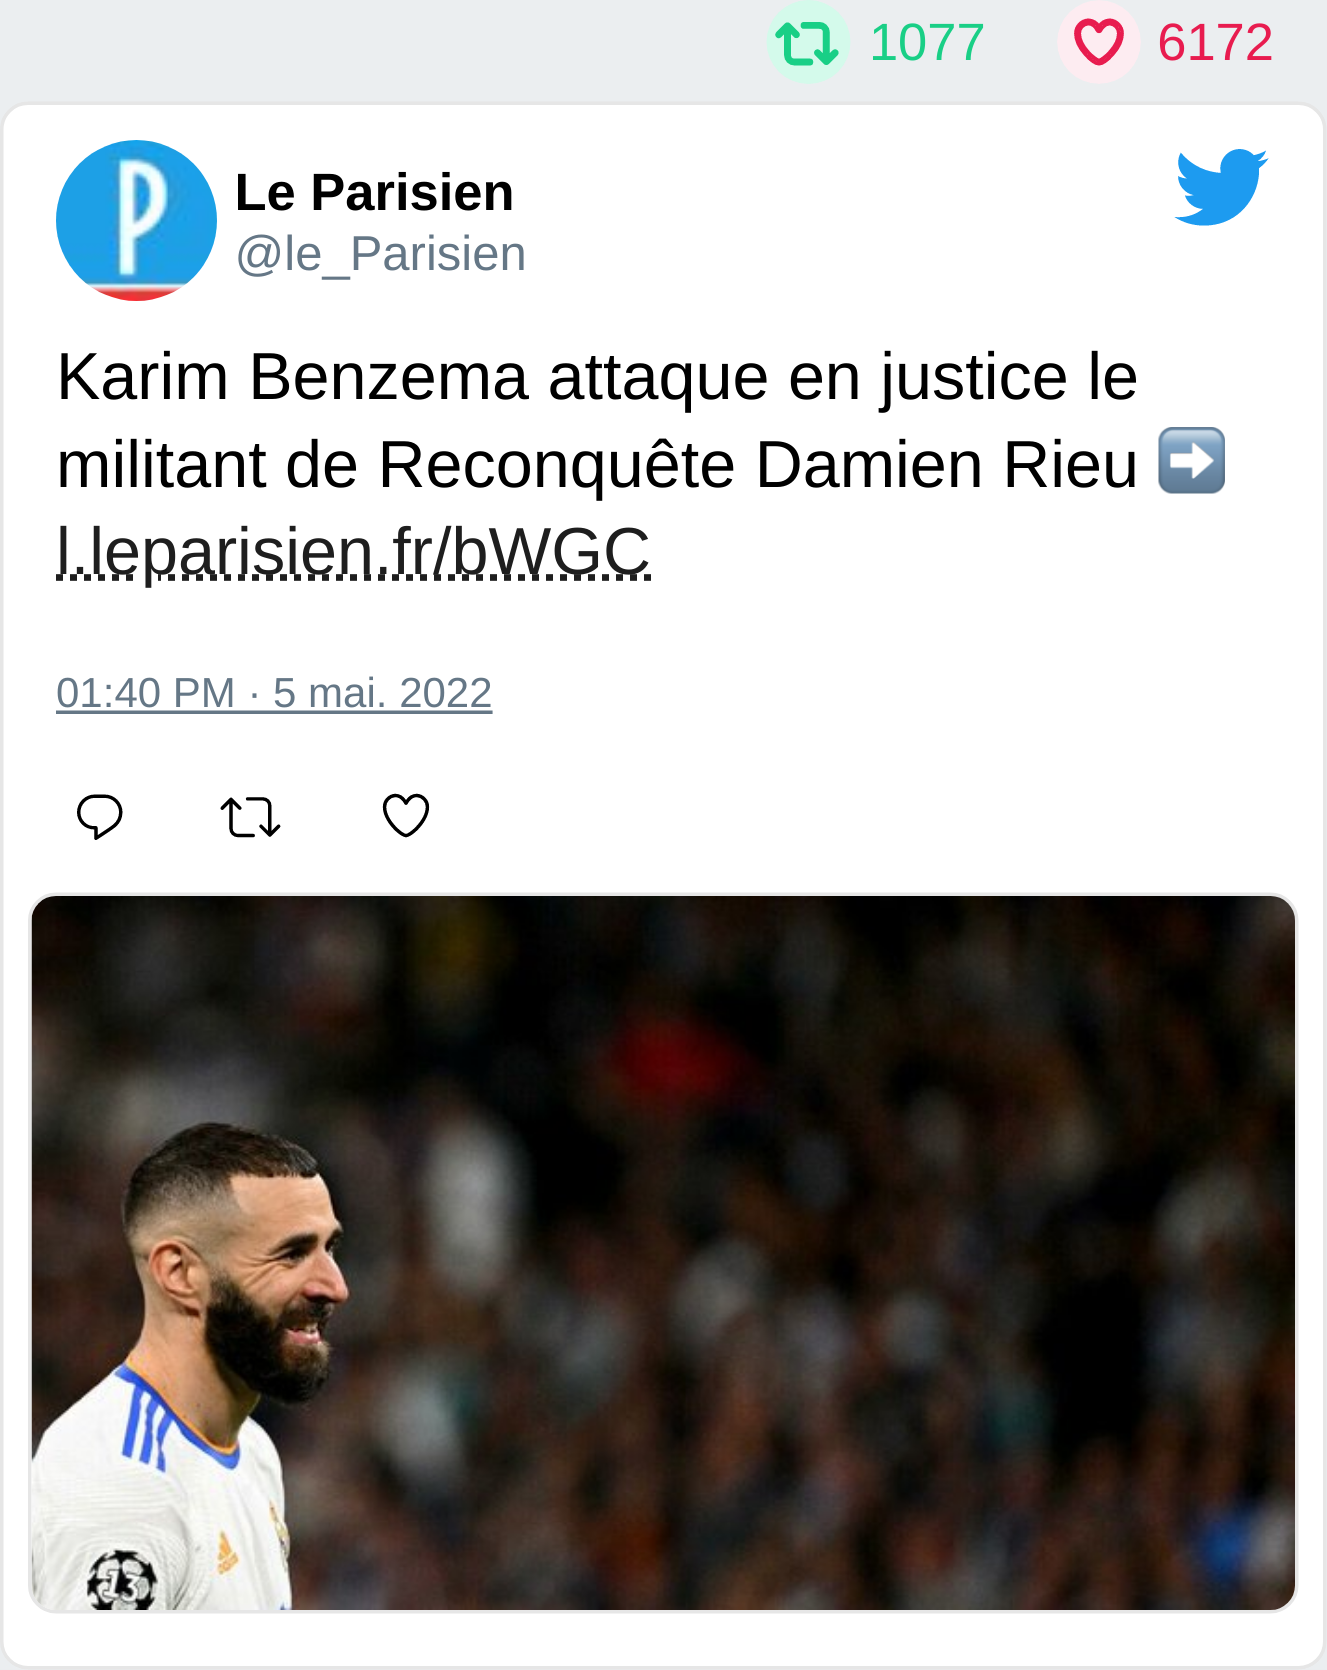 1077 6172
Le Parisien
@le_Parisien
Karim Benzema attaque en justice le
militant de Reconquête Damien Rieu ➡️
l.leparisien.fr/bWGC
01:40 PM · 5 mai. 2022
13